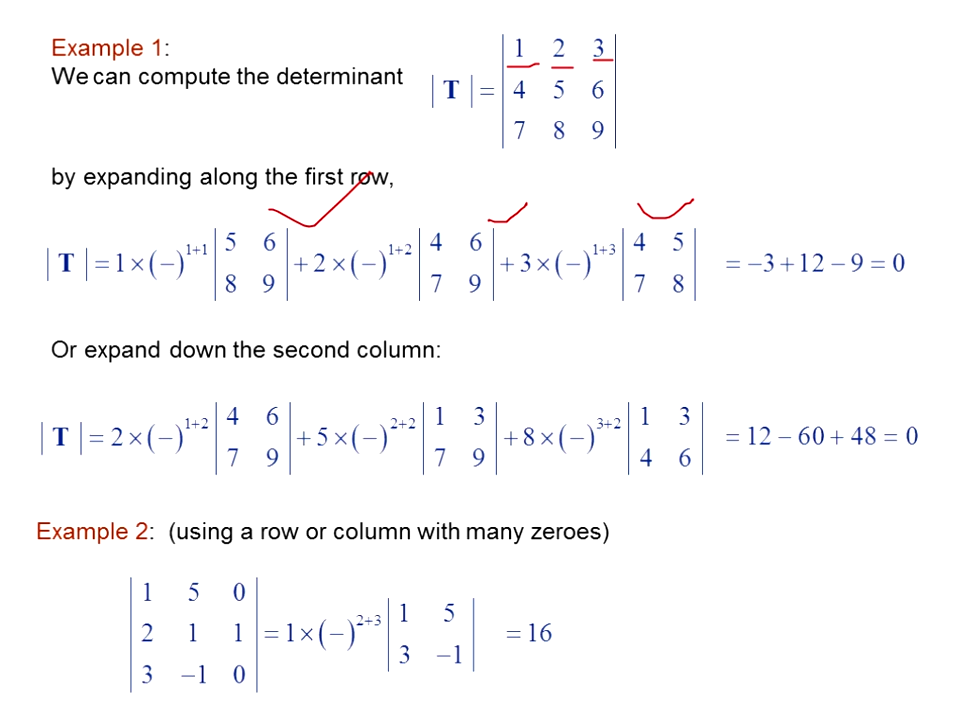 Example 1:
We can compute the determinant
| T | = | 1 2 3 |
| 4 5 6 |
| 7 8 9 |
by expanding along the first row,
| T | = 1 × (−)^1+1 | 5 6 | + 2 × (−)^1+2 | 4 6 | + 3 × (−)^1+3 | 4 5 | = −3 + 12 − 9 = 0
| 8 9 | | 7 9 | | 7 8 |
Or expand down the second column:
| T | = 2 × (−)^1+2 | 4 6 | + 5 × (−)^2+2 | 1 3 | + 8 × (−)^3+2 | 1 3 | = 12 − 60 + 48 = 0
| 7 9 | | 7 9 | | 4 6 |
Example 2: (using a row or column with many zeroes)
| 1 5 0 |
| 2 1 1 | = 1 × (−)^2+3 | 1 5 | = 16
| 3 −1 0 | | 3 −1 |